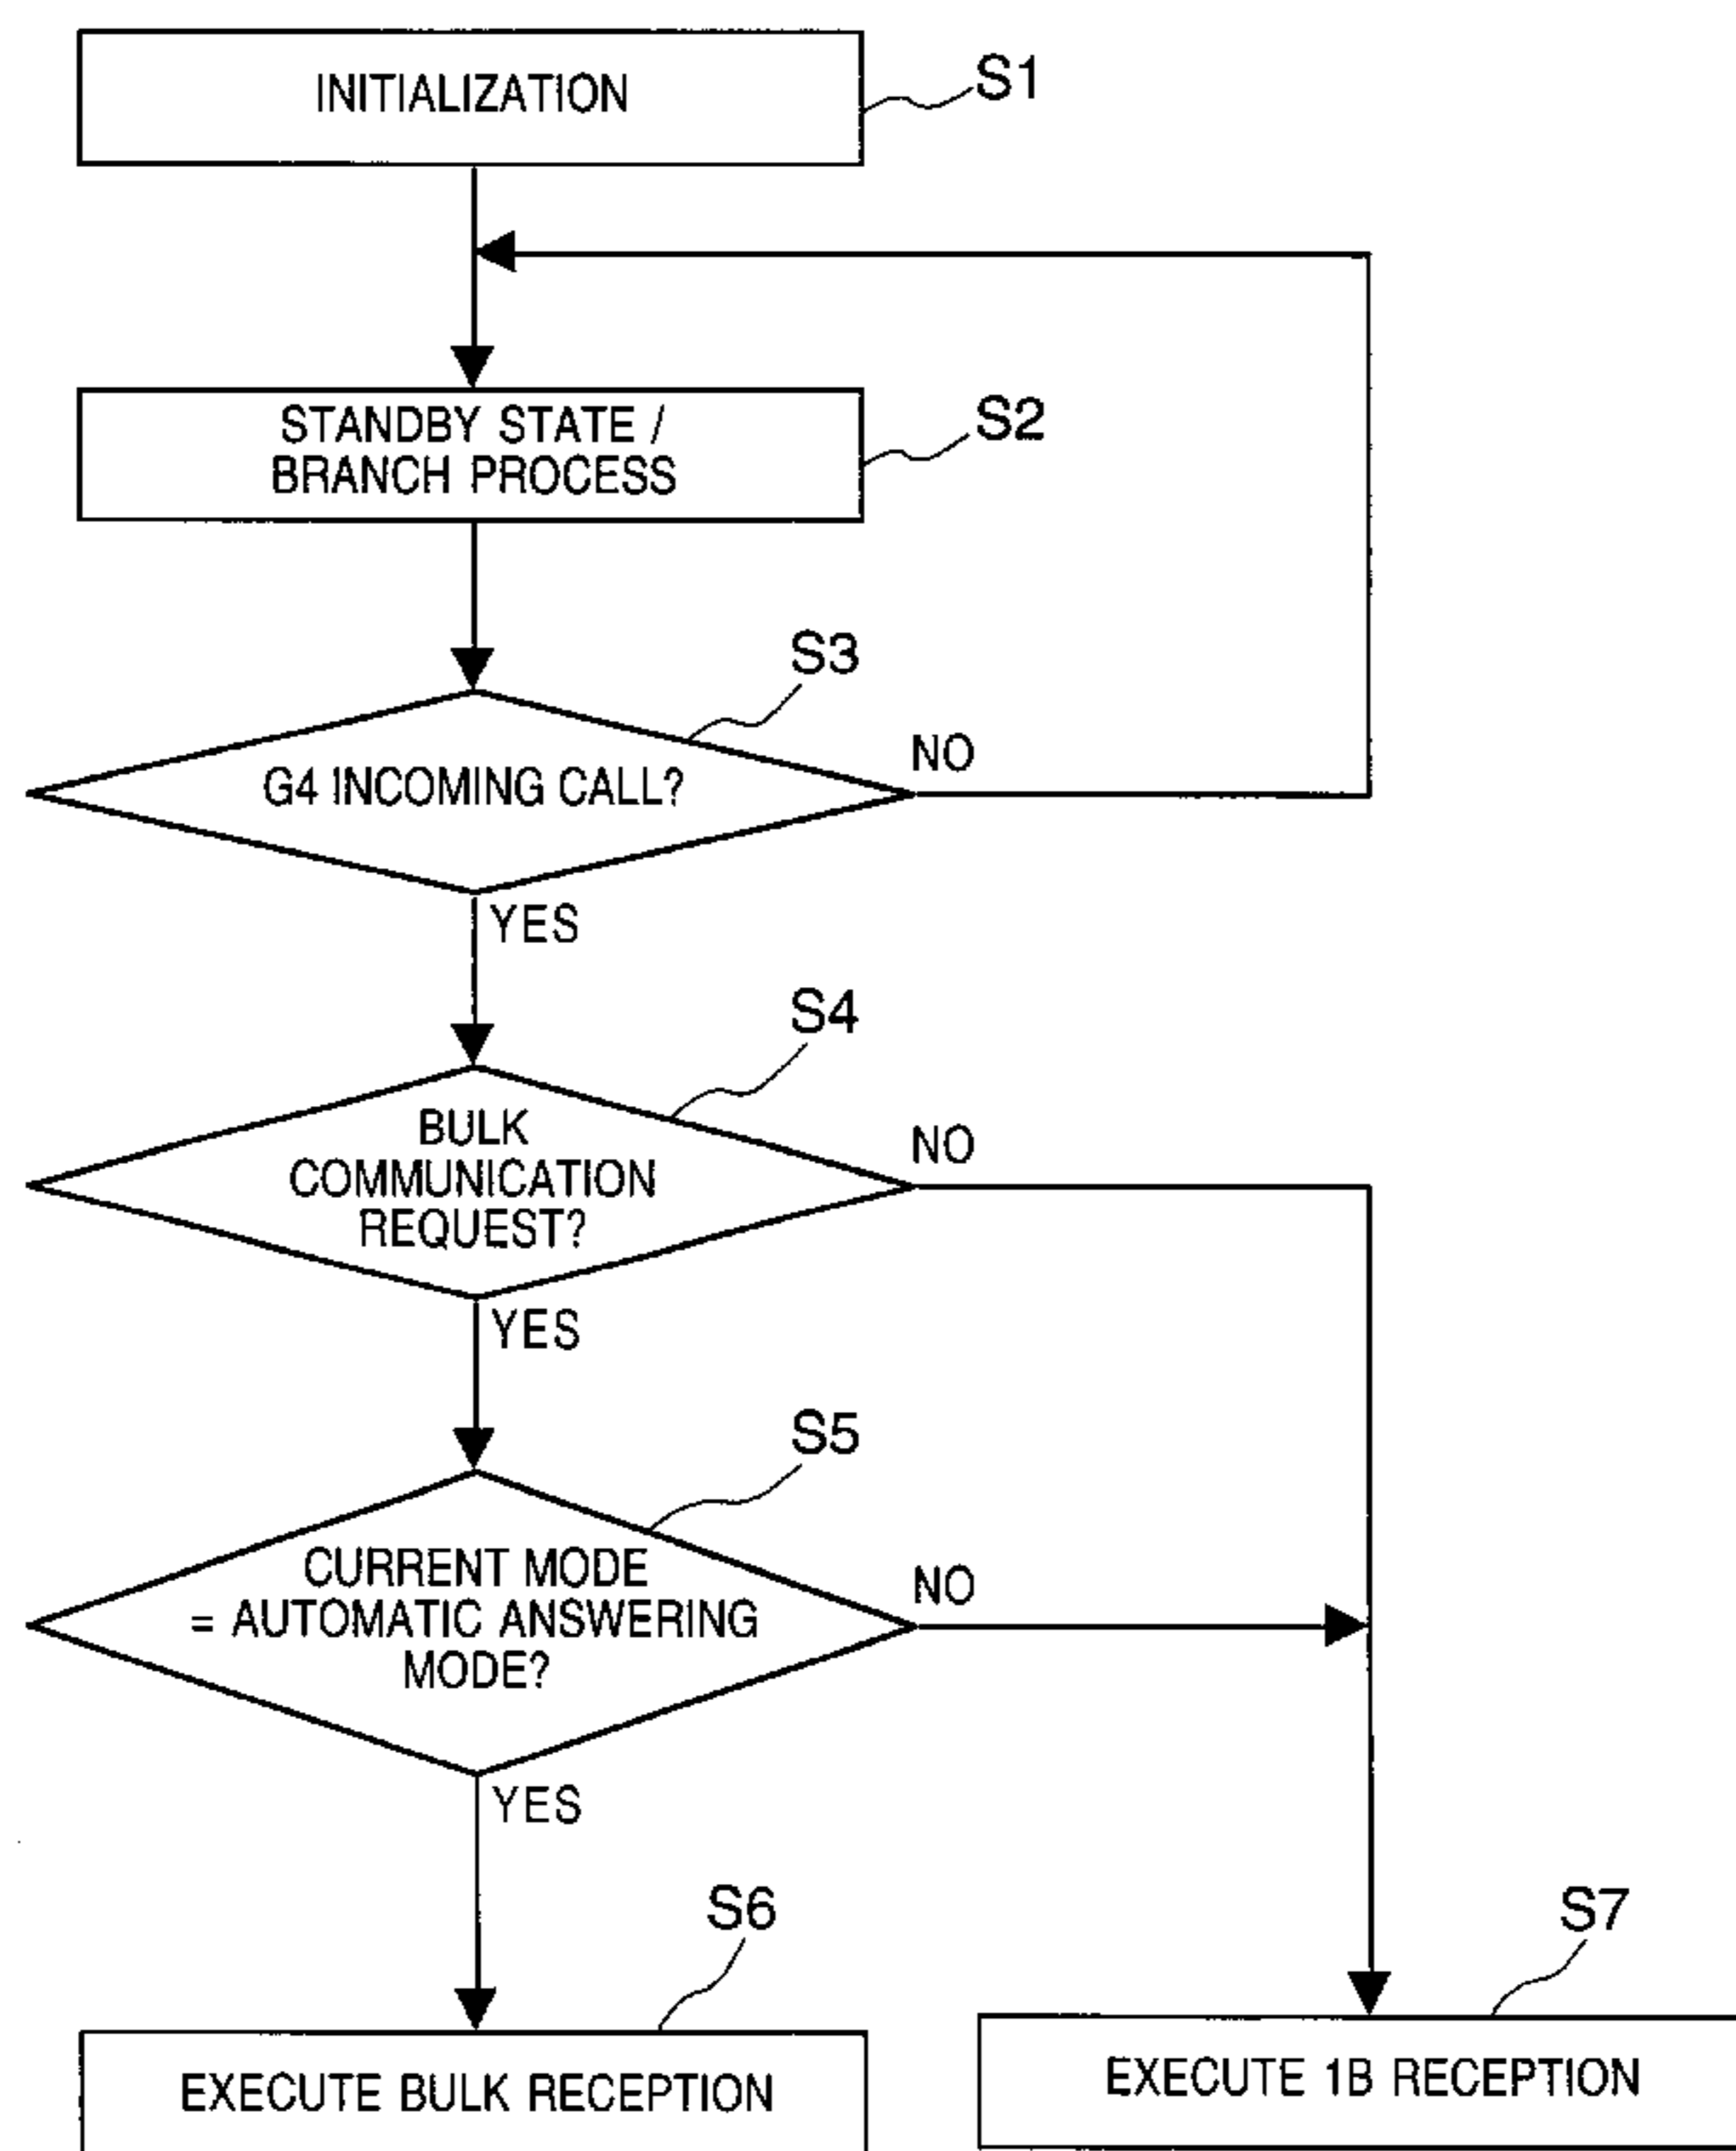 INITIALIZATION
S1
STANDBY STATE /
BRANCH PROCESS
S2
S3
G4 INCOMING CALL?
NO
YES
S4
BULK
COMMUNICATION
REQUEST?
NO
YES
S5
CURRENT MODE
= AUTOMATIC ANSWERING
MODE?
NO
YES
S6
EXECUTE BULK RECEPTION
S7
EXECUTE 1B RECEPTION